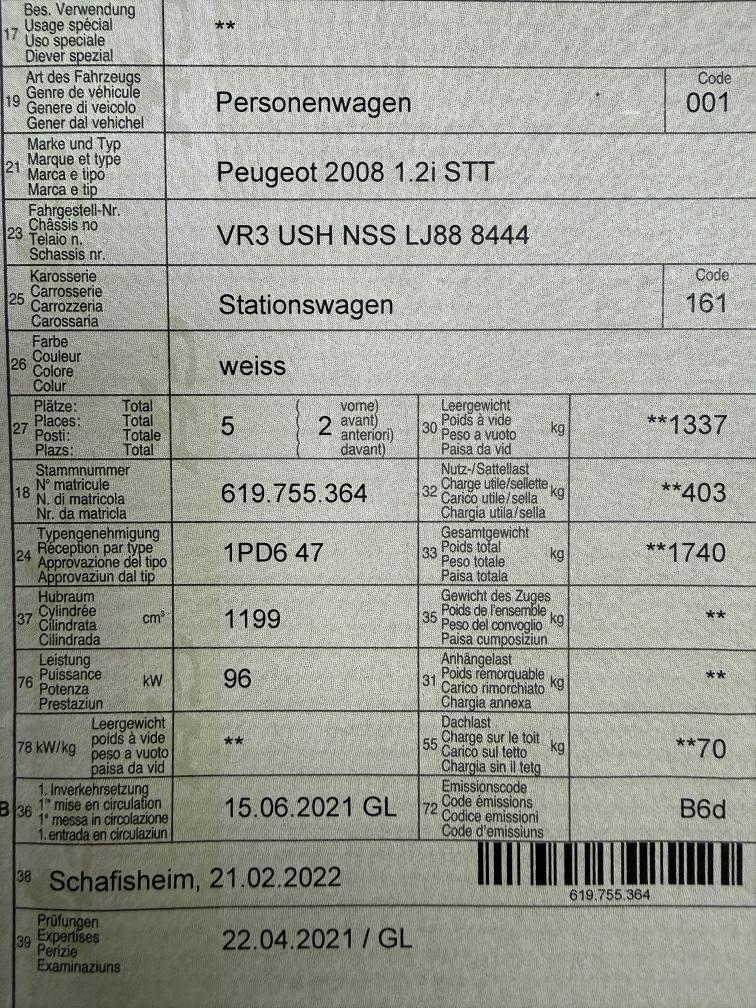 Bes. Verwendung
17 Usage spécial
Uso speciale
Diever spezial
**
Art des Fahrzeugs
19 Genre de véhicule
Genere di veicolo
Gener dal vehichel
Personenwagen
Code
001
Marke und Typ
21 Marque et type
Marca e tipo
Marca e tip
Peugeot 2008 1.2i STT
Fahrgestell-Nr.
23 Châssis no
Telaio n.
Schassis nr.
VR3 USH NSS LJ88 8444
Karosserie
25 Carrosserie
Carrozzeria
Carossaria
Stationswagen
Code
161
Farbe
26 Couleur
Colore
Colur
weiss
Plätze: Total
27 Places: Total
Posti: Totale
Plazs: Total
5
( vorne)
( 2 avant)
( anteriori)
( davant)
Leergewicht
30 Poids à vide kg
Peso a vuoto
Paisa da vid
**1337
Stammnummer
18 N° matricule
N. di matricola
Nr. da matricla
619.755.364
Nutz-/Sattellast
32 Charge utile/sellette kg
Carico utile/sella
Chargia utila/sella
**403
Typengenehmigung
24 Réception par type
Approvazione del tipo
Approvaziun dal tip
1PD6 47
Gesamtgewicht
33 Poids total kg
Peso totale
Paisa totala
**1740
Hubraum
37 Cylindrée cm³
Cilindrata
Cilindrada
1199
Gewicht des Zuges
35 Poids de l'ensemble kg
Peso del convoglio
Paisa cumposiziun
**
Leistung
76 Puissance kW
Potenza
Prestaziun
96
Anhängelast
31 Poids remorquable kg
Carico rimorchiato
Chargia annexa
**
Leergewicht
78 kW/kg poids à vide
peso a vuoto
paisa da vid
**
Dachlast
55 Charge sur le toit kg
Carico sul tetto
Chargia sin il tetg
**70
B
1. Inverkehrsetzung
36 1re mise en circulation
1a messa in circolazione
1. entrada en circulaziun
15.06.2021 GL
Emissionscode
72 Code émissions
Codice emissioni
Code d'emissiuns
B6d
38 Schafisheim, 21.02.2022
619.755.364
Prüfungen
39 Expertises
Perizie
Examinaziuns
22.04.2021 / GL